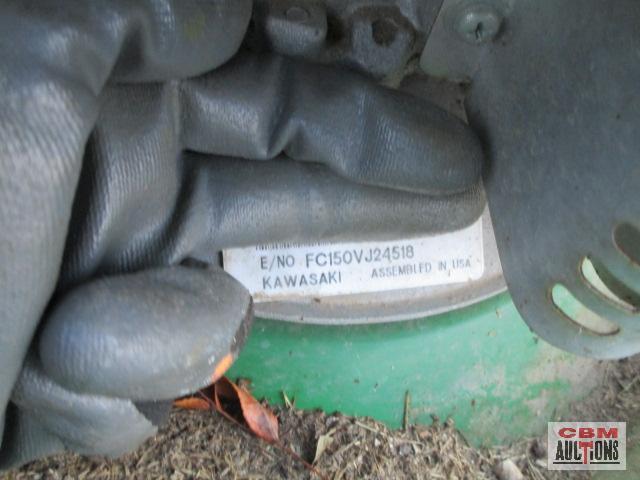 E/NO FC150VJ24518
KAWASAKI ASSEMBLED IN USA
CBM
AUCTIONS